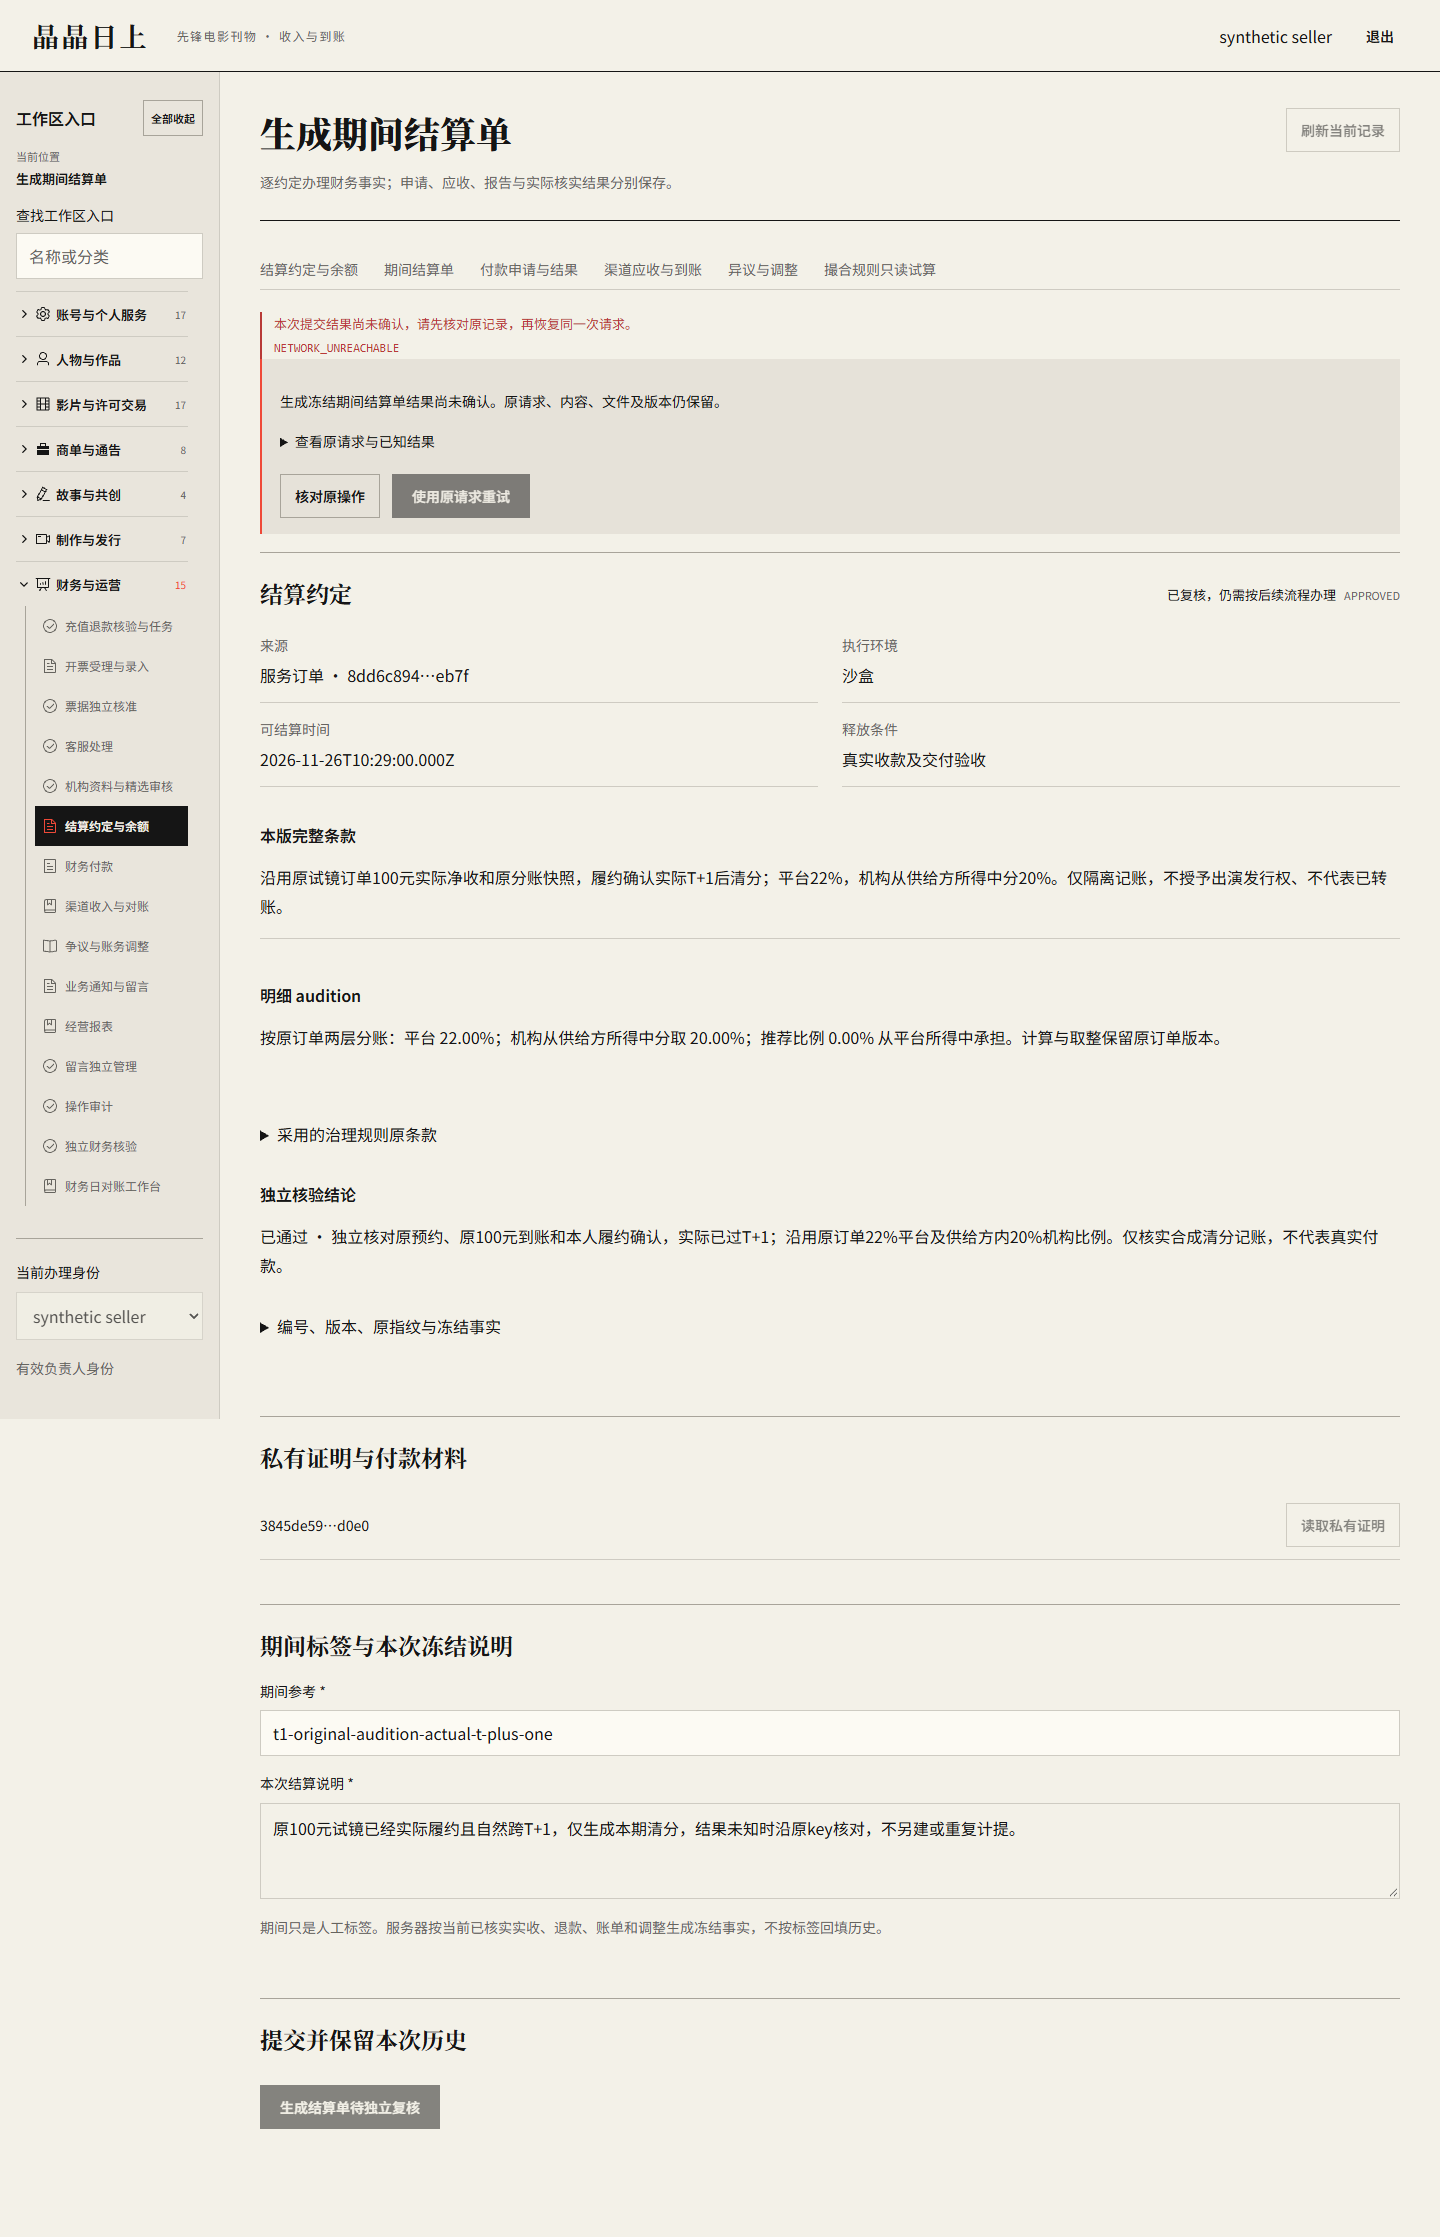 晶晶日上
先锋电影刊物 · 收入与到账
synthetic seller
退出
工作区入口
全部收起
当前位置
生成期间结算单
查找工作区入口
名称或分类
账号与个人服务 17
人物与作品 12
影片与许可交易 17
商单与通告 8
故事与共创 4
制作与发行 7
财务与运营 15
充值退款核验与任务
开票受理与录入
票据独立核准
客服处理
机构资料与精选审核
结算约定与余额
财务付款
渠道收入与对账
争议与账务调整
业务通知与留言
经营报表
留言独立管理
操作审计
独立财务核验
财务日对账工作台
当前办理身份
synthetic seller
有效负责人身份
生成期间结算单
刷新当前记录
逐约定办理财务事实；申请、应收、报告与实际核实结果分别保存。
结算约定与余额 期间结算单 付款申请与结果 渠道应收与到账 异议与调整 撮合规则只读试算
本次提交结果尚未确认，请先核对原记录，再恢复同一次请求。
NETWORK_UNREACHABLE
生成冻结期间结算单结果尚未确认。原请求、内容、文件及版本仍保留。
查看原请求与已知结果
核对原操作 使用原请求重试
结算约定
已复核，仍需按后续流程办理 APPROVED
来源
服务订单 · 8dd6c894…eb7f
执行环境
沙盒
可结算时间
2026-11-26T10:29:00.000Z
释放条件
真实收款及交付验收
本版完整条款
沿用原试镜订单100元实际净收和原分账快照，履约确认实际T+1后清分；平台22%，机构从供给方所得中分20%。仅隔离记账，不授予出演发行权、不代表已转
账。
明细 audition
按原订单两层分账：平台 22.00%；机构从供给方所得中分取 20.00%；推荐比例 0.00% 从平台所得中承担。计算与取整保留原订单版本。
采用的治理规则原条款
独立核验结论
已通过 · 独立核对原预约、原100元到账和本人履约确认，实际已过T+1；沿用原订单22%平台及供给方内20%机构比例。仅核实合成清分记账，不代表真实付
款。
编号、版本、原指纹与冻结事实
私有证明与付款材料
3845de59…d0e0
读取私有证明
期间标签与本次冻结说明
期间参考 *
t1-original-audition-actual-t-plus-one
本次结算说明 *
原100元试镜已经实际履约且自然跨T+1，仅生成本期清分，结果未知时沿原key核对，不另建或重复计提。
期间只是人工标签。服务器按当前已核实实收、退款、账单和调整生成冻结事实，不按标签回填历史。
提交并保留本次历史
生成结算单待独立复核